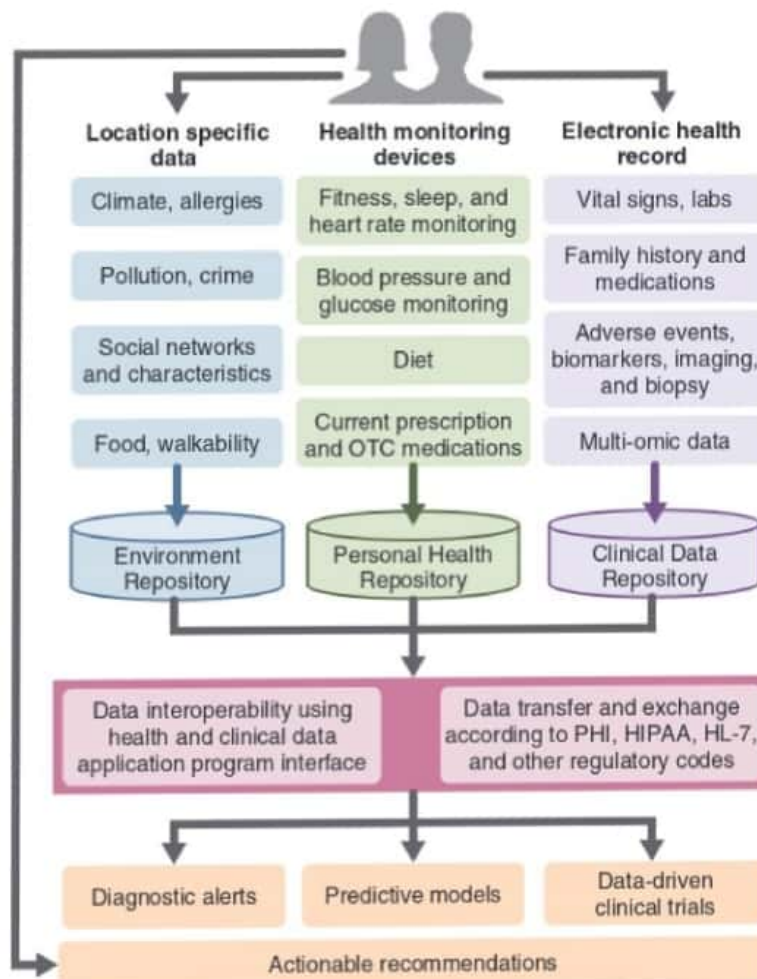 Location specific
data
Climate, allergies
Pollution, crime
Social networks
and characteristics
Food, walkability
Environment
Repository
Health monitoring
devices
Fitness, sleep, and
heart rate monitoring
Blood pressure and
glucose monitoring
Diet
Current prescription
and OTC medications
Personal Health
Repository
Electronic health
record
Vital signs, labs
Family history and
medications
Adverse events,
biomarkers, imaging,
and biopsy
Multi-omic data
Clinical Data
Repository
Data interoperability using
health and clinical data
application program interface
Data transfer and exchange
according to PHI, HIPAA, HL-7,
and other regulatory codes
Diagnostic alerts
Predictive models
Data-driven
clinical trials
Actionable recommendations